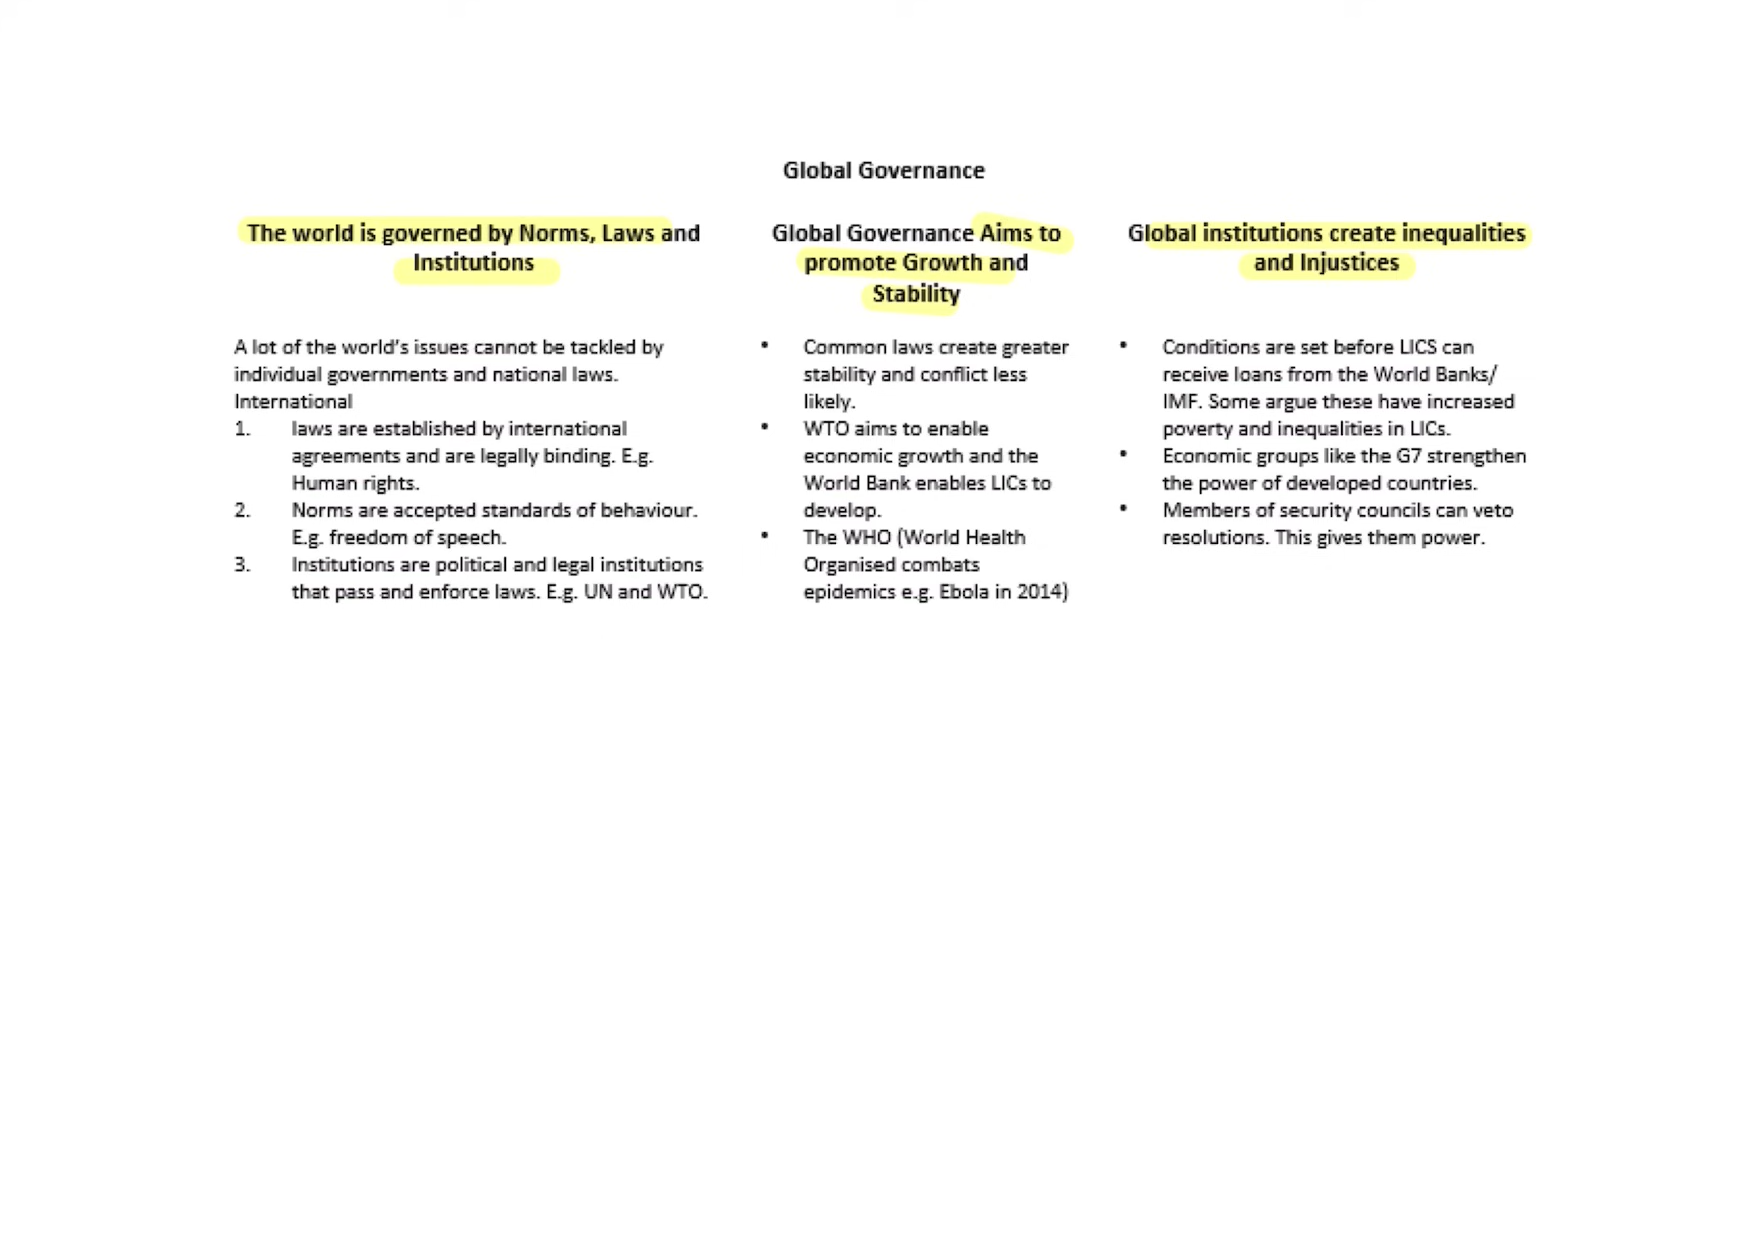 Global Governance
The world is governed by Norms, Laws and
Institutions
A lot of the world's issues cannot be tackled by
individual governments and national laws.
International
1. laws are established by international
agreements and are legally binding. E.g.
Human rights.
2. Norms are accepted standards of behaviour.
E.g. freedom of speech.
3. Institutions are political and legal institutions
that pass and enforce laws. E.g. UN and WTO.
Global Governance Aims to
promote Growth and
Stability
• Common laws create greater
stability and conflict less
likely.
• WTO aims to enable
economic growth and the
World Bank enables LICs to
develop.
• The WHO (World Health
Organised combats
epidemics e.g. Ebola in 2014)
Global institutions create inequalities
and Injustices
• Conditions are set before LICS can
receive loans from the World Banks/
IMF. Some argue these have increased
poverty and inequalities in LICs.
• Economic groups like the G7 strengthen
the power of developed countries.
• Members of security councils can veto
resolutions. This gives them power.